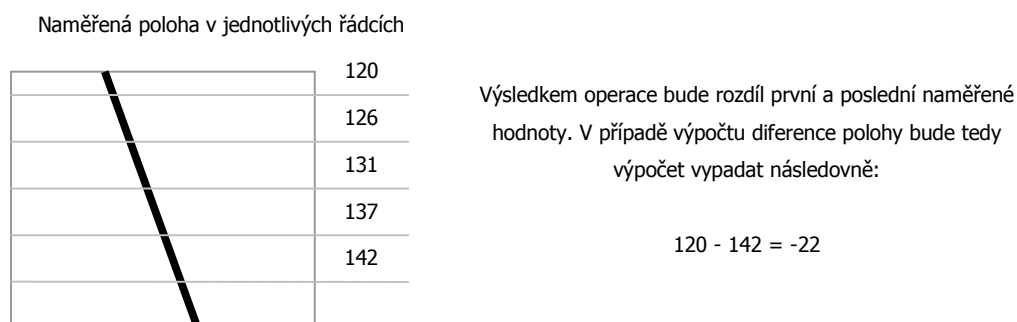 Naměřená poloha v jednotlivých řádcích
120
126
131
137
142
Výsledkem operace bude rozdíl první a poslední naměřené
hodnoty. V případě výpočtu diference polohy bude tedy
výpočet vypadat následovně:
120 - 142 = -22